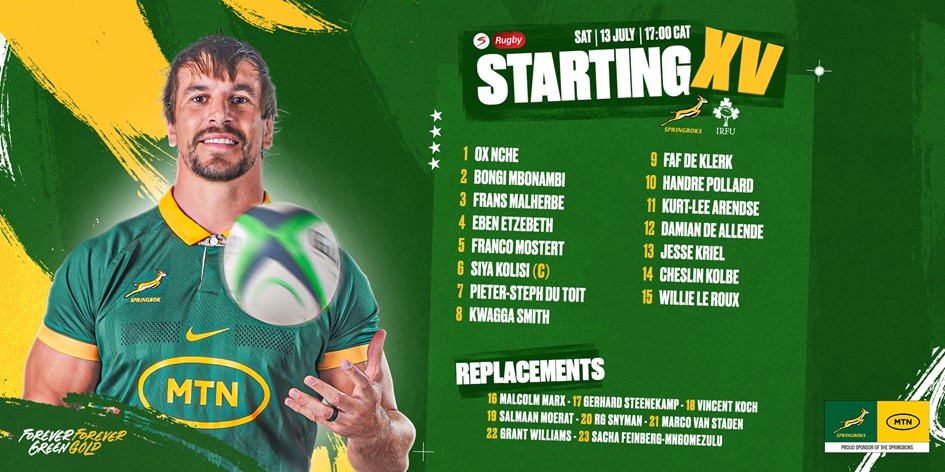 SAT | 13 JULY | 17:00 CAT
S Rugby
STARTING XV
SPRINGBOKS
IRFU
1 OX NCHE
2 BONGI MBONAMBI
3 FRANS MALHERBE
4 EBEN ETZEBETH
5 FRANCO MOSTERT
6 SIYA KOLISI (C)
7 PIETER-STEPH DU TOIT
8 KWAGGA SMITH
9 FAF DE KLERK
10 HANDRE POLLARD
11 KURT-LEE ARENDSE
12 DAMIAN DE ALLENDE
13 JESSE KRIEL
14 CHESLIN KOLBE
15 WILLIE LE ROUX
REPLACEMENTS
16 MALCOLM MARX - 17 GERHARD STEENEKAMP - 18 VINCENT KOCH
19 SALMAAN MOERAT - 20 RG SNYMAN - 21 MARCO VAN STADEN
22 GRANT WILLIAMS - 23 SACHA FEINBERG-MNGOMEZULU
SPRINGBOK
MTN
FOREVER FOREVER
GREEN GOLD
SPRINGBOKS
MTN
PROUD SPONSOR OF THE SPRINGBOKS